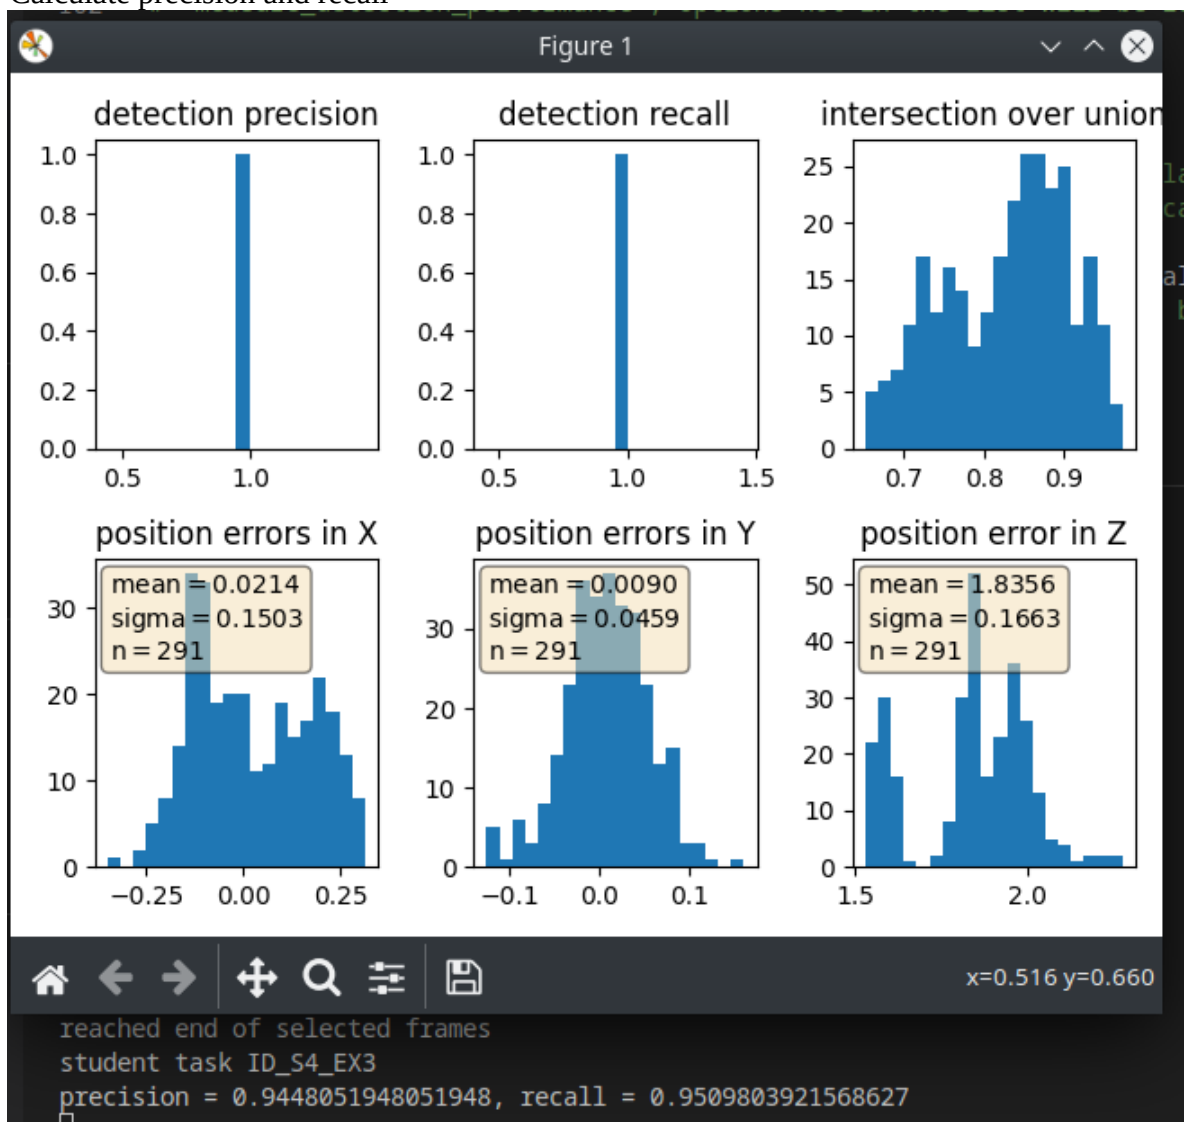 Calculate precision and recall
Figure 1
detection precision
detection recall
intersection over union
1.0
0.8
0.6
0.4
0.2
0.0
0.5
1.0
1.0
0.8
0.6
0.4
0.2
0.0
0.5
1.0
1.5
25
20
15
10
5
0
0.7
0.8
0.9
position errors in X
position errors in Y
position error in Z
mean = 0.0214
sigma = 0.1503
n = 291
30
20
10
0
−0.25
0.00
0.25
mean = 0.0090
sigma = 0.0459
n = 291
30
20
10
0
−0.1
0.0
0.1
mean = 1.8356
sigma = 0.1663
n = 291
50
40
30
20
10
0
1.5
2.0
x=0.516 y=0.660
reached end of selected frames
student task ID_S4_EX3
precision = 0.9448051948051948, recall = 0.9509803921568627